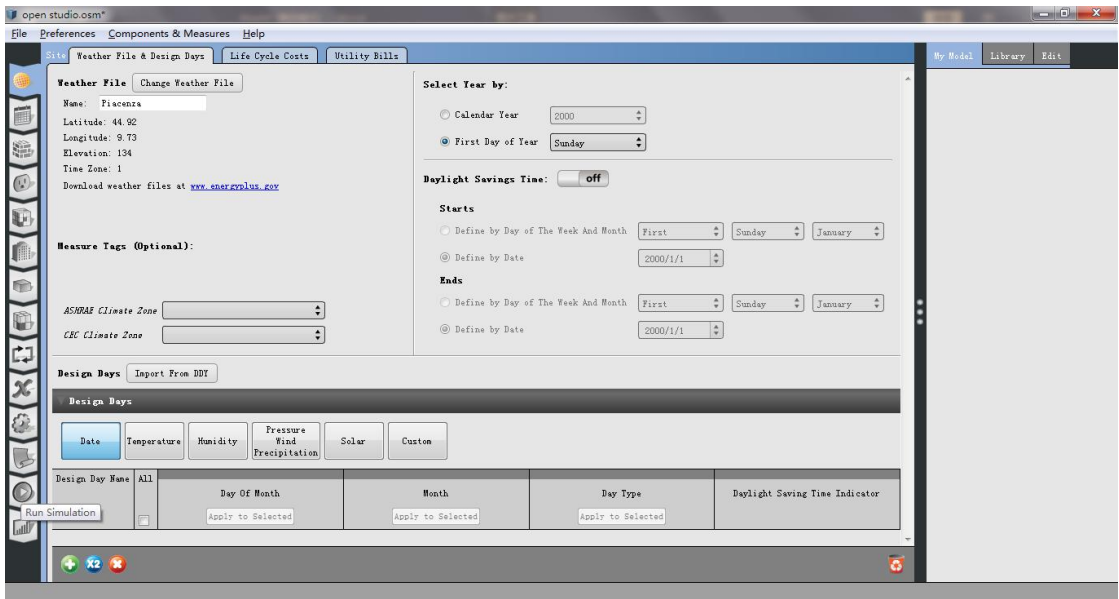 open studio.osm*
File Preferences Components & Measures Help
Site Weather File & Design Days Life Cycle Costs Utility Bills
My Model Library Edit
Weather File Change Weather File
Name: Piacenza
Latitude: 44.92
Longitude: 9.73
Elevation: 134
Time Zone: 1
Download weather files at www.energyplus.gov
Measure Tags (Optional):
ASHRAE Climate Zone
CEC Climate Zone
Select Year by:
Calendar Year 2000
First Day of Year Sunday
Daylight Savings Time: off
Starts
Define by Day of The Week And Month First Sunday January
Define by Date 2000/1/1
Ends
Define by Day of The Week And Month First Sunday January
Define by Date 2000/1/1
Design Days Import From DDY
Design Days
Date Temperature Humidity Pressure Wind Precipitation Solar Custom
Design Day Name All
Day Of Month Month Day Type Daylight Saving Time Indicator
Apply to Selected Apply to Selected Apply to Selected
Run Simulation
X2